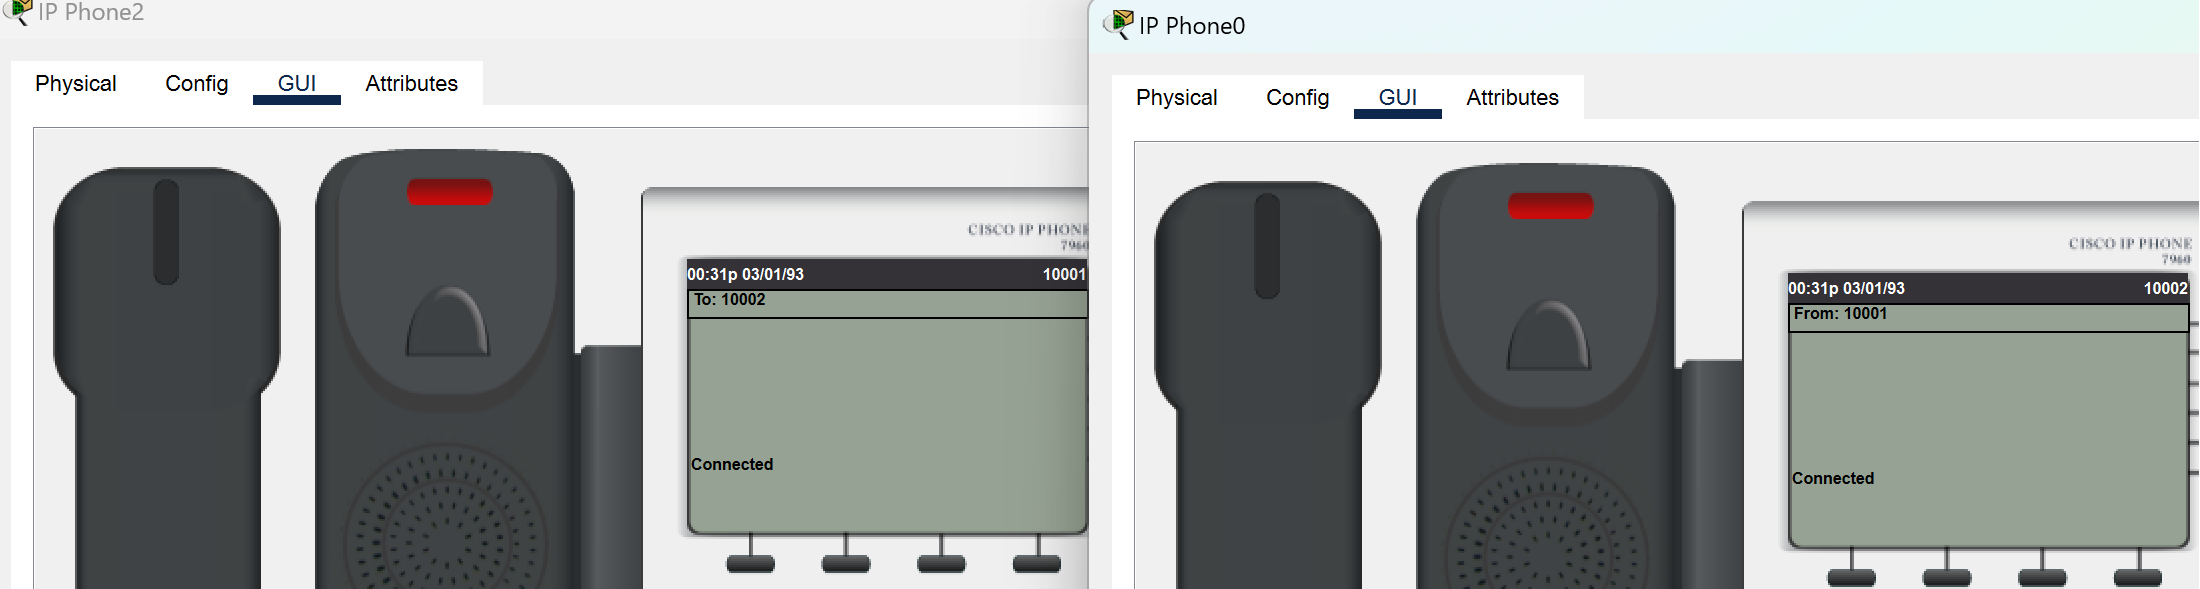 IP Phone2
Physical Config GUI Attributes
CISCO IP PHONE
7960
00:31p 03/01/93 10001
To: 10002
Connected
IP Phone0
Physical Config GUI Attributes
CISCO IP PHONE
7960
00:31p 03/01/93 10002
From: 10001
Connected